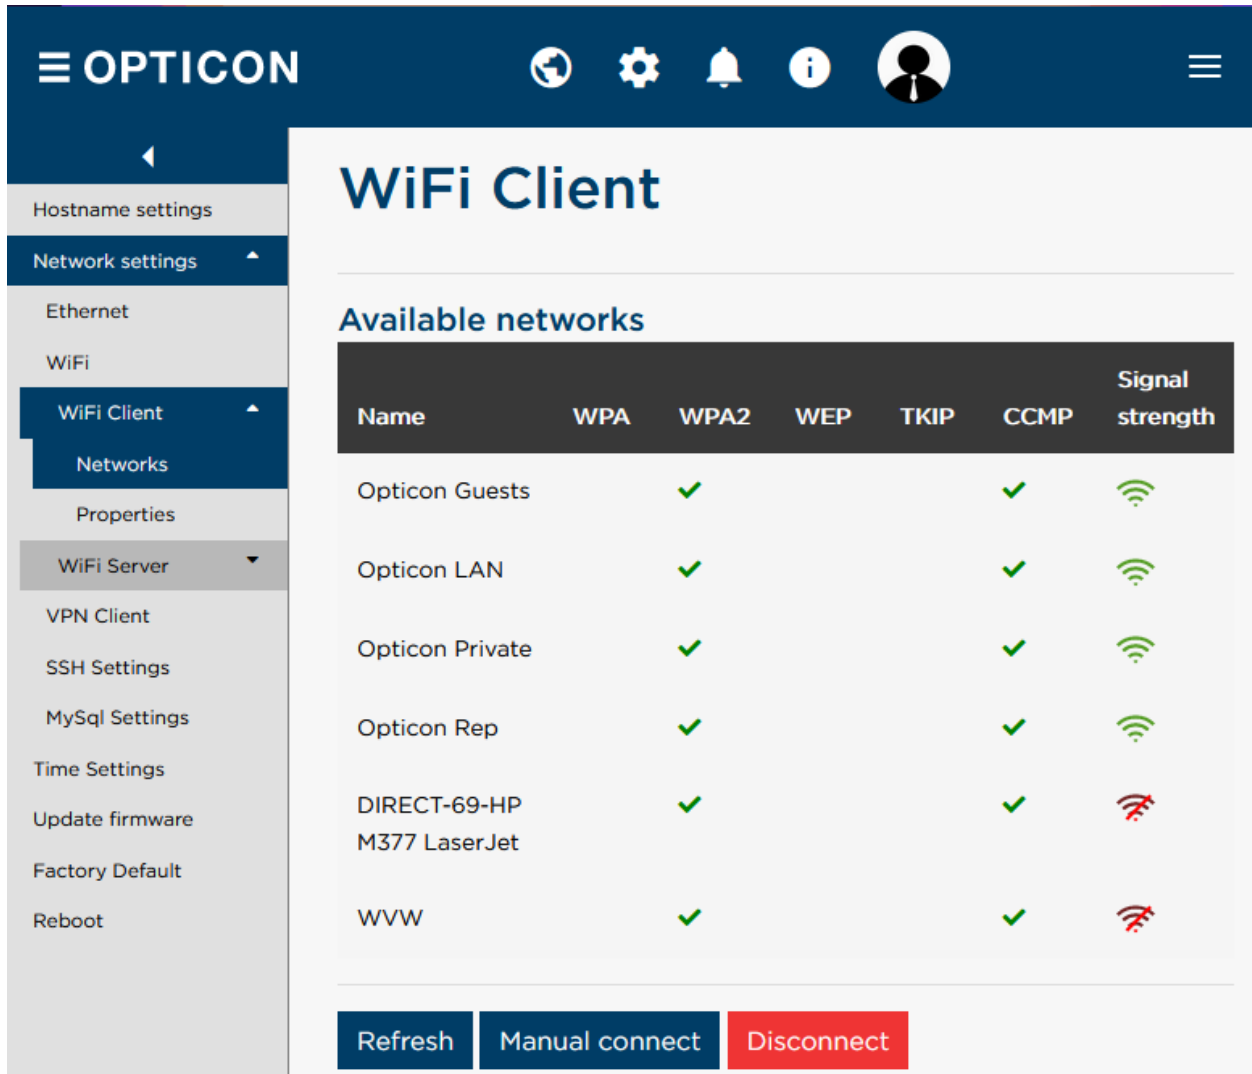 OPTICON
Hostname settings
Network settings
Ethernet
WiFi
WiFi Client
Networks
Properties
WiFi Server
VPN Client
SSH Settings
MySql Settings
Time Settings
Update firmware
Factory Default
Reboot
WiFi Client
Available networks
Name WPA WPA2 WEP TKIP CCMP Signal
strength
Opticon Guests
Opticon LAN
Opticon Private
Opticon Rep
DIRECT-69-HP
M377 LaserJet
WVW
Refresh Manual connect Disconnect